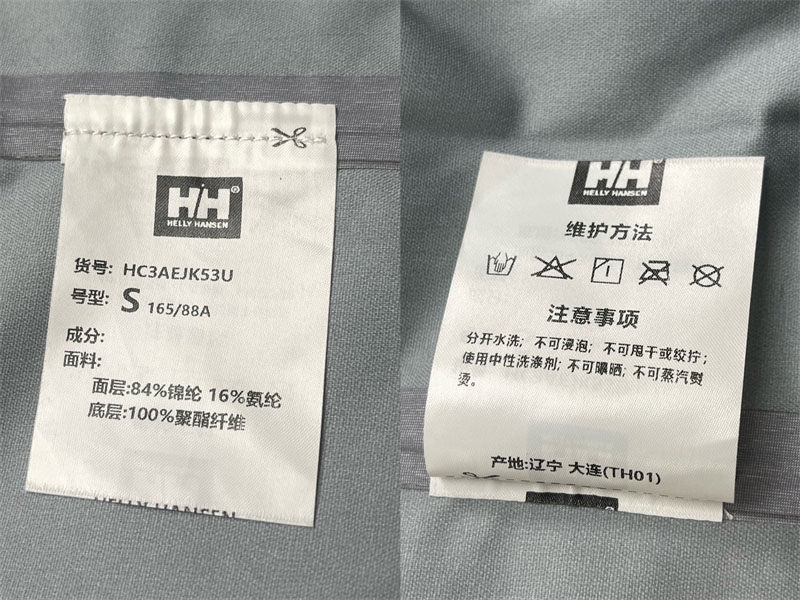 HH®
HELLY HANSEN
货号: HC3AEJK53U
号型: S 165/88A
成分:
面料:
面层:84%锦纶 16%氨纶
底层:100%聚酯纤维
HELLY HANSEN
HH
HELLY HANSEN
维护方法
注意事项
分开水洗; 不可浸泡; 不可甩干或绞拧;
使用中性洗涤剂; 不可曝晒; 不可蒸汽熨
烫。
产地:辽宁 大连(TH01)